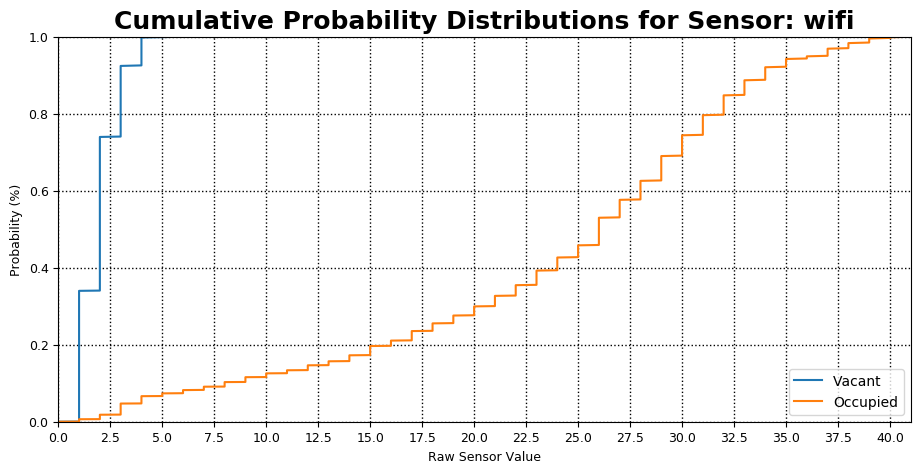 Cumulative Probability Distributions for Sensor: wifi
1.0
0.8
0.6
0.4
0.2
0.0
Probability (%)
Vacant
Occupied
0.0 2.5 5.0 7.5 10.0 12.5 15.0 17.5 20.0 22.5 25.0 27.5 30.0 32.5 35.0 37.5 40.0
Raw Sensor Value